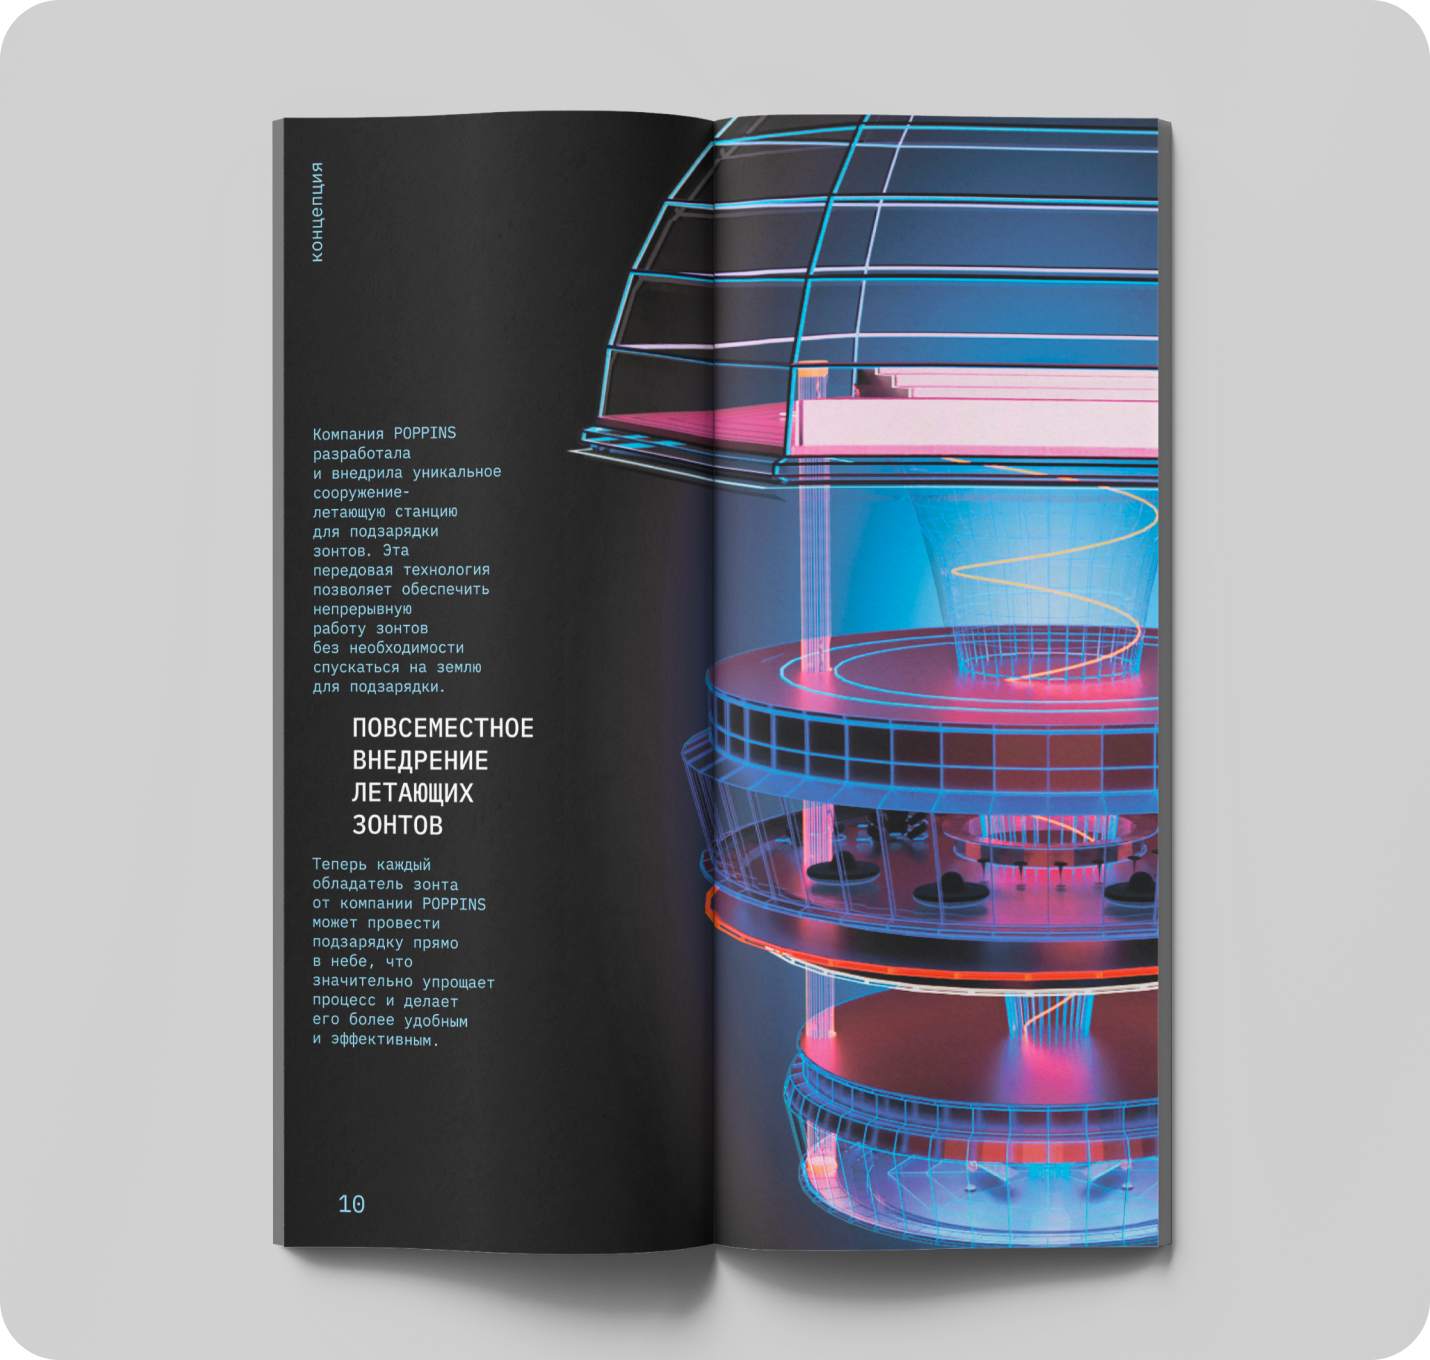 концепция
Компания POPPINS
разработала
и внедрила уникальное
сооружение-
летающую станцию
для подзарядки
зонтов. Эта
передовая технология
позволяет обеспечить
непрерывную
работу зонтов
без необходимости
спускаться на землю
для подзарядки.
ПОВСЕМЕСТНОЕ
ВНЕДРЕНИЕ
ЛЕТАЮЩИХ
ЗОНТОВ
Теперь каждый
обладатель зонта
от компании POPPINS
может провести
подзарядку прямо
в небе, что
значительно упрощает
процесс и делает
его более удобным
и эффективным.
10